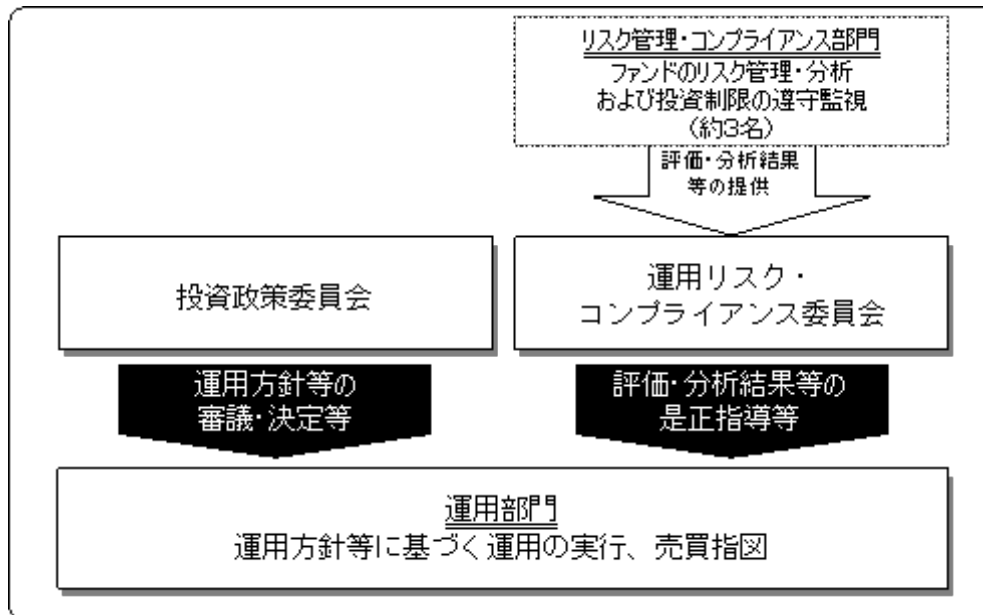 リスク管理・コンプライアンス部門
ファンドのリスク管理・分析
および投資制限の遵守監視
(約3名)
評価・分析結果
等の提供
投資政策委員会
運用リスク・
コンプライアンス委員会
運用方針等の
審議・決定等
評価・分析結果等の
是正指導等
運用部門
運用方針等に基づく運用の実行、売買指図